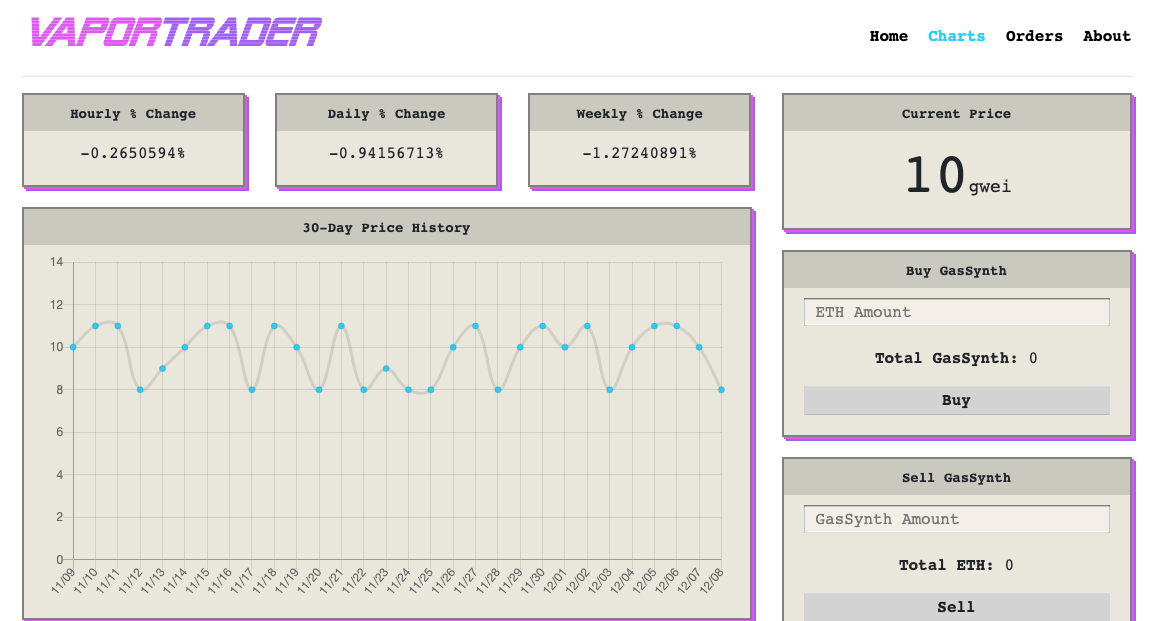 VAPORTRADER
Home Charts Orders About
Hourly % Change
-0.2650594%
Daily % Change
-0.94156713%
Weekly % Change
-1.27240891%
Current Price
10 gwei
30-Day Price History
14
12
10
8
6
4
2
0
11/09 11/10 11/11 11/12 11/13 11/14 11/15 11/16 11/17 11/18 11/19 11/20 11/21 11/22 11/23 11/24 11/25 11/26 11/27 11/28 11/29 11/30 12/01 12/02 12/03 12/04 12/05 12/06 12/07 12/08
Buy GasSynth
ETH Amount
Total GasSynth: 0
Buy
Sell GasSynth
GasSynth Amount
Total ETH: 0
Sell